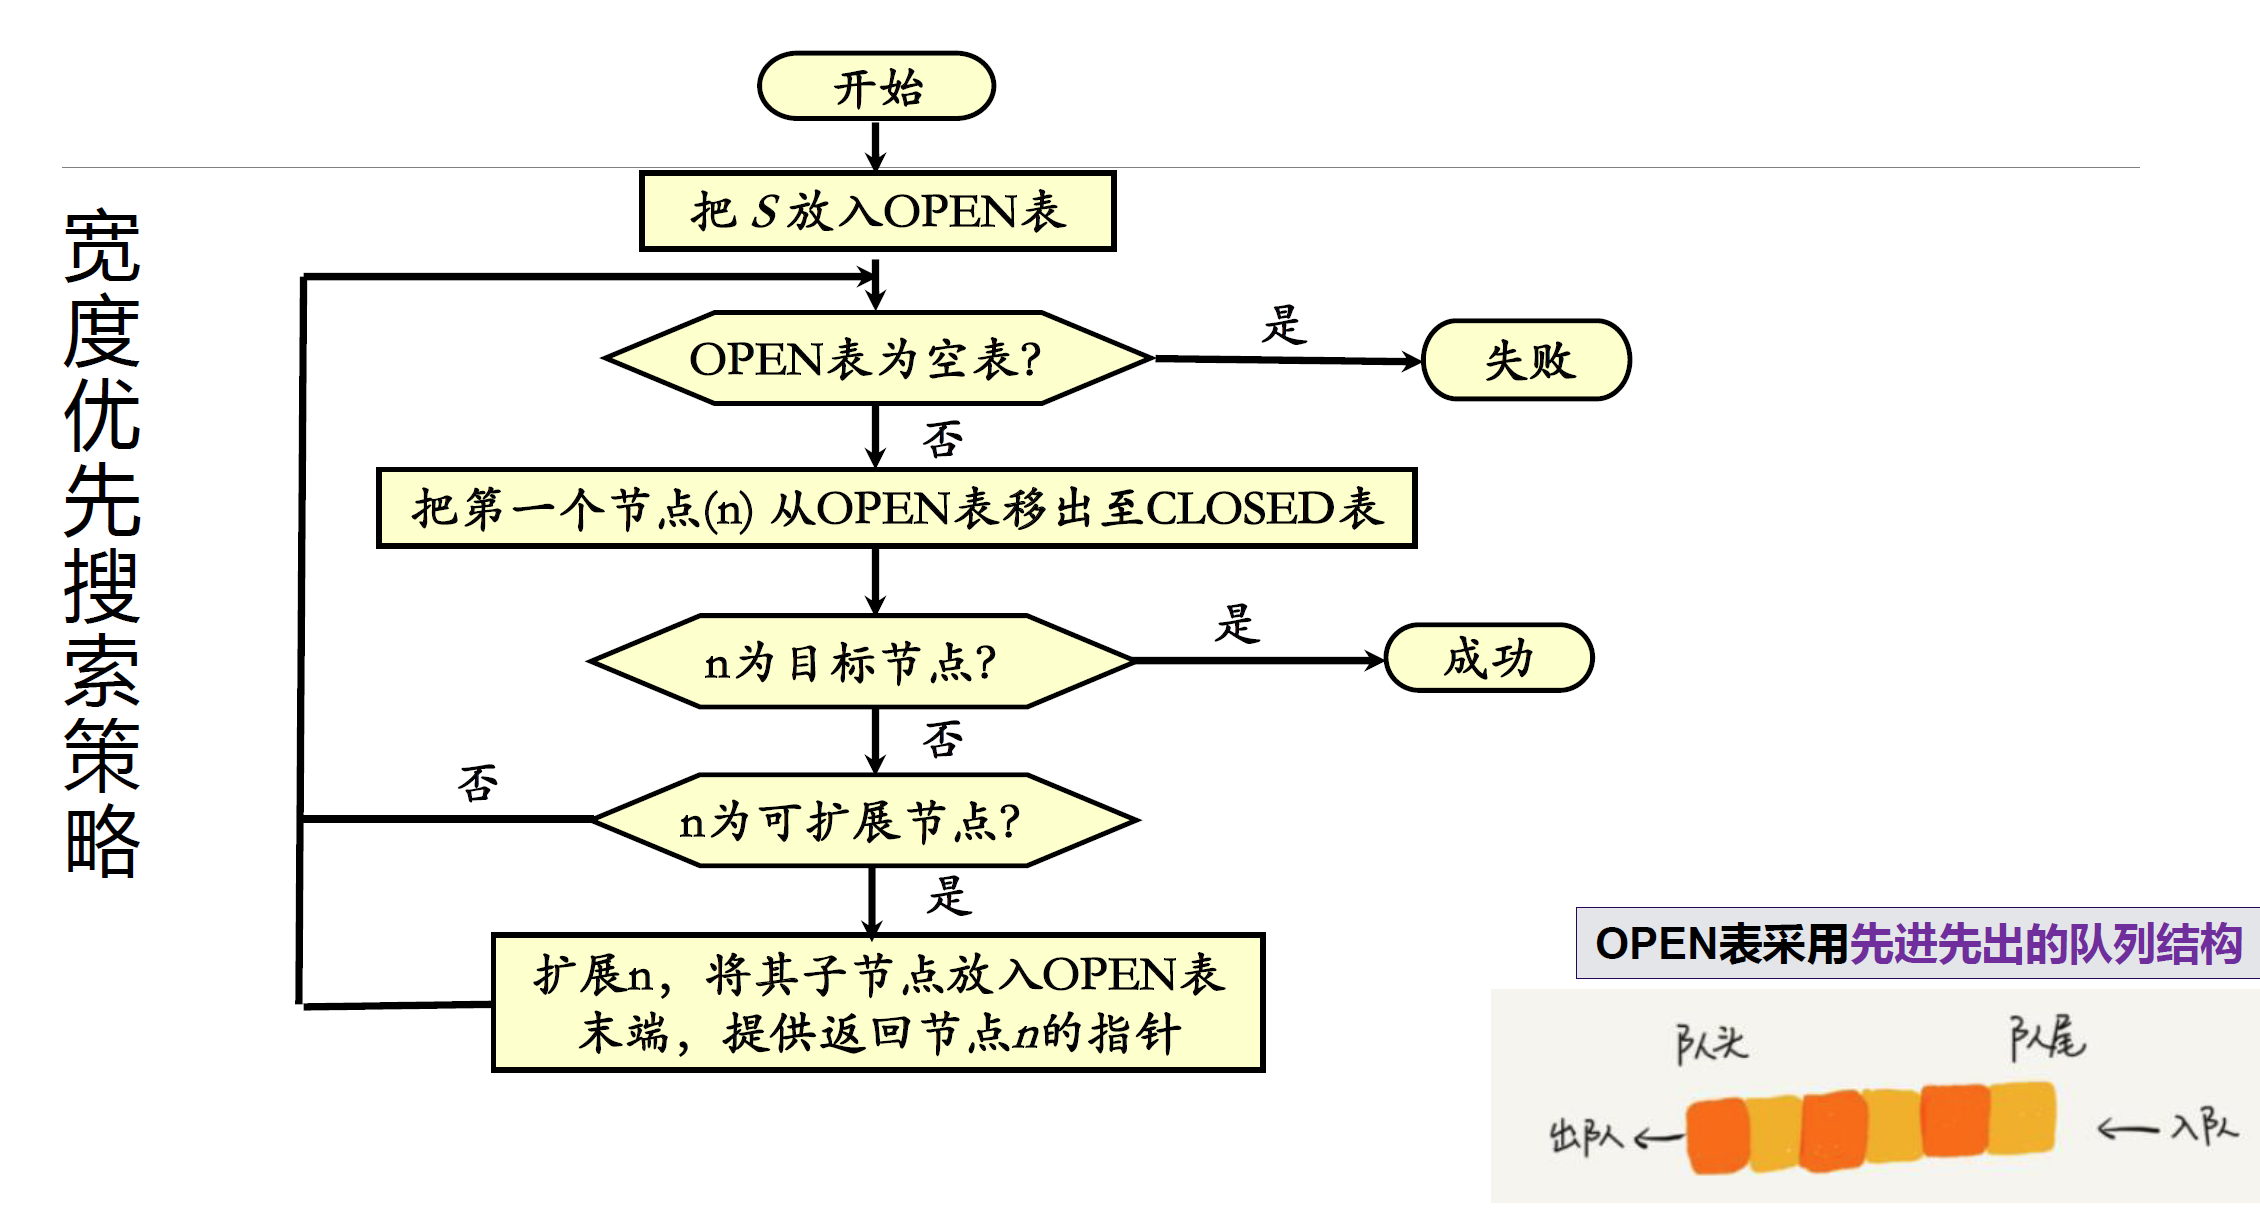 宽度优先搜索策略
开始
把 S 放入OPEN表
OPEN表为空表?
是
失败
否
把第一个节点(n) 从OPEN表移出至CLOSED表
n为目标节点?
是
成功
否
n为可扩展节点?
否
是
扩展n，将其子节点放入OPEN表
末端，提供返回节点n的指针
OPEN表采用先进先出的队列结构
队头
队尾
出队
入队